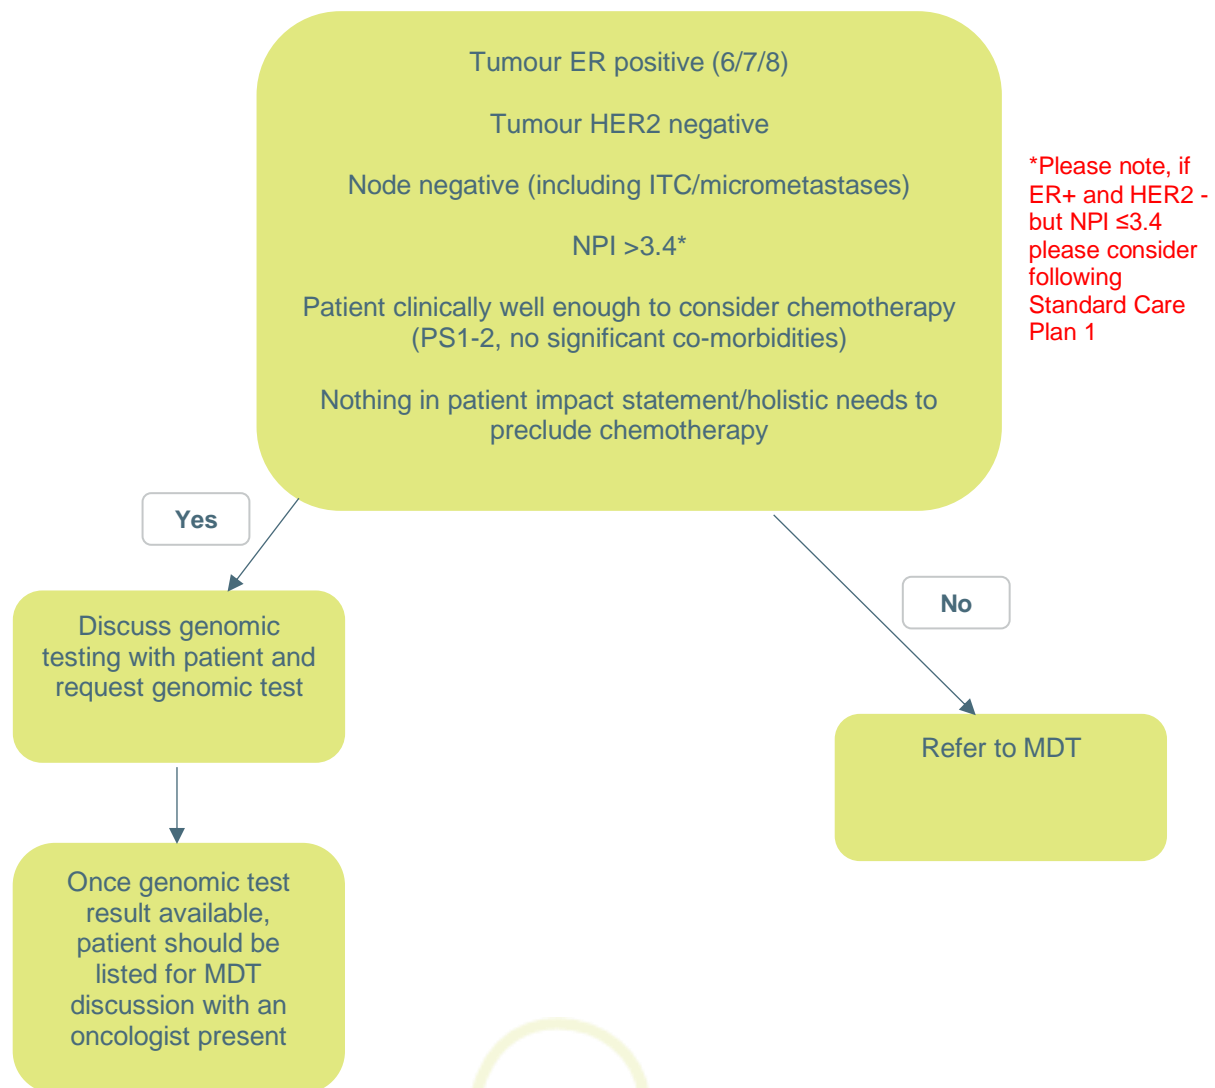 Tumour ER positive (6/7/8)
Tumour HER2 negative
Node negative (including ITC/micrometastases)
NPI >3.4*
Patient clinically well enough to consider chemotherapy
(PS1-2, no significant co-morbidities)
Nothing in patient impact statement/holistic needs to
preclude chemotherapy
*Please note, if
ER+ and HER2 -
but NPI ≤3.4
please consider
following
Standard Care
Plan 1
Yes
No
Discuss genomic
testing with patient and
request genomic test
Refer to MDT
Once genomic test
result available,
patient should be
listed for MDT
discussion with an
oncologist present